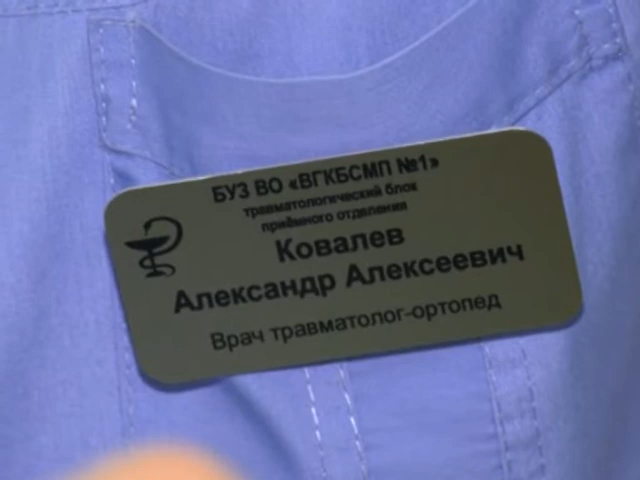 БУЗ ВО «ВГКБСМП №1»
травматологический блок
приёмного отделения
Ковалев
Александр Алексеевич
Врач травматолог-ортопед